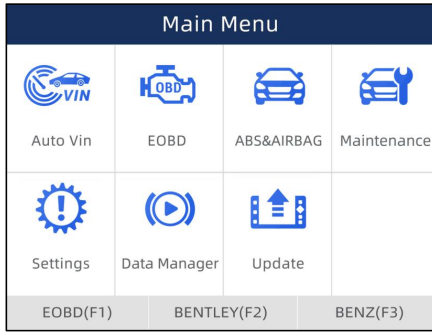 Main Menu
VIN OBD
Auto Vin EOBD ABS&AIRBAG Maintenance
Settings Data Manager Update
EOBD(F1) BENTLEY(F2) BENZ(F3)